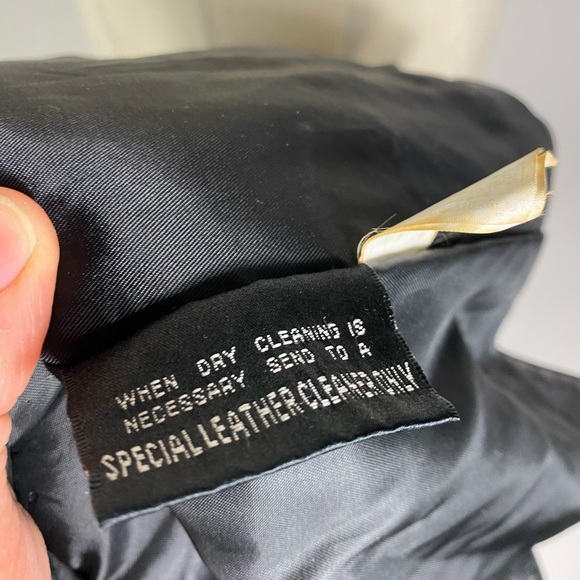 WHEN DRY CLEANING IS
NECESSARY SEND TO A
SPECIAL LEATHER CLEANER ONLY